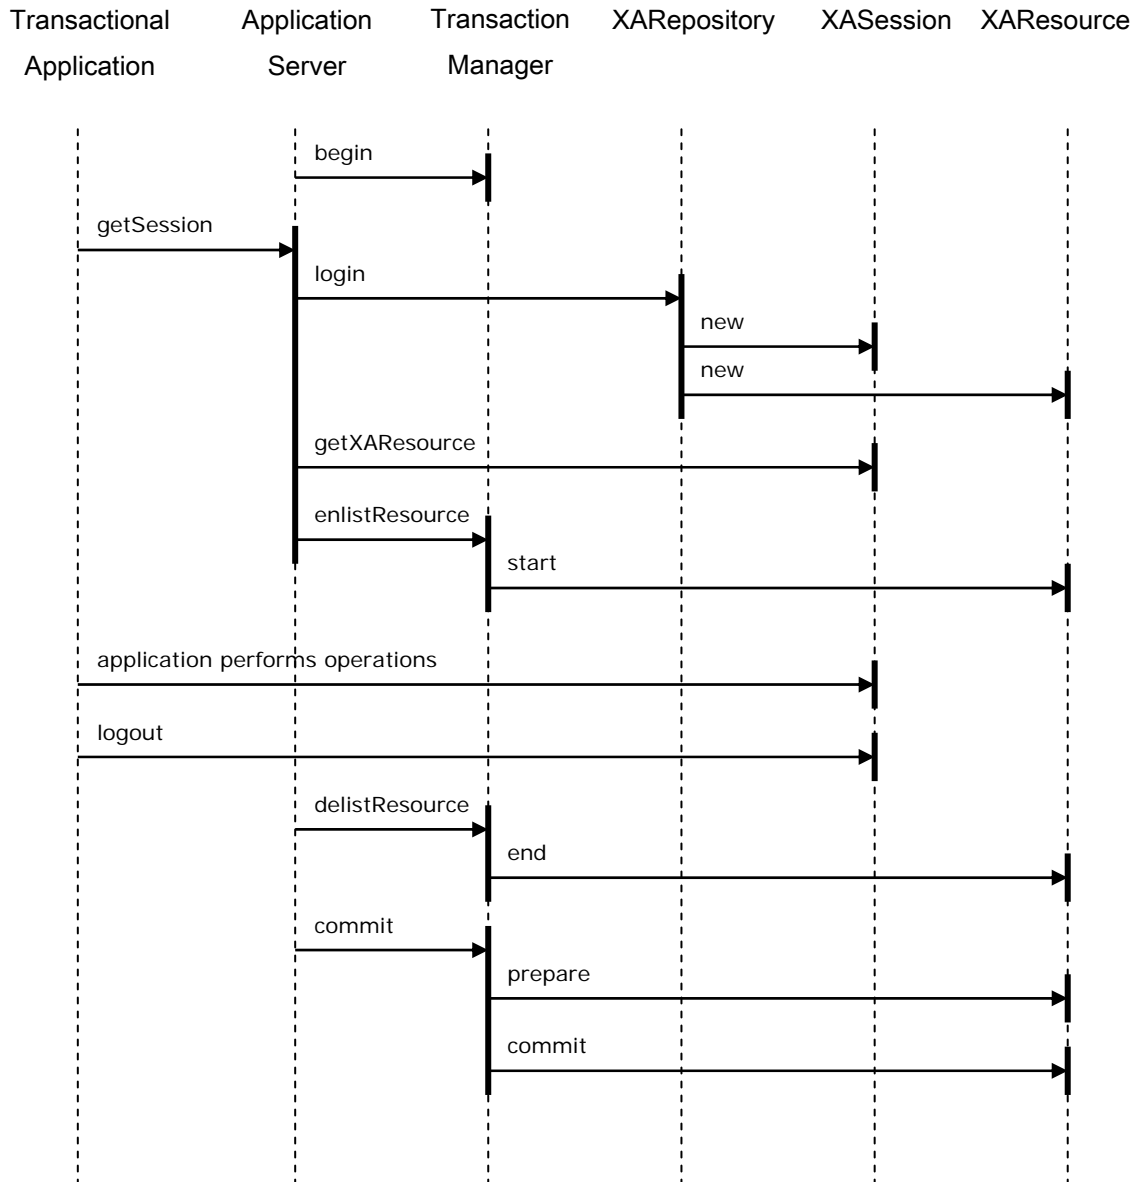 Transactional Application Transaction XARepository XASession XAResource
Application Server Manager
begin
getSession
login
new
new
getXAResource
enlistResource
start
application performs operations
logout
delistResource
end
commit
prepare
commit